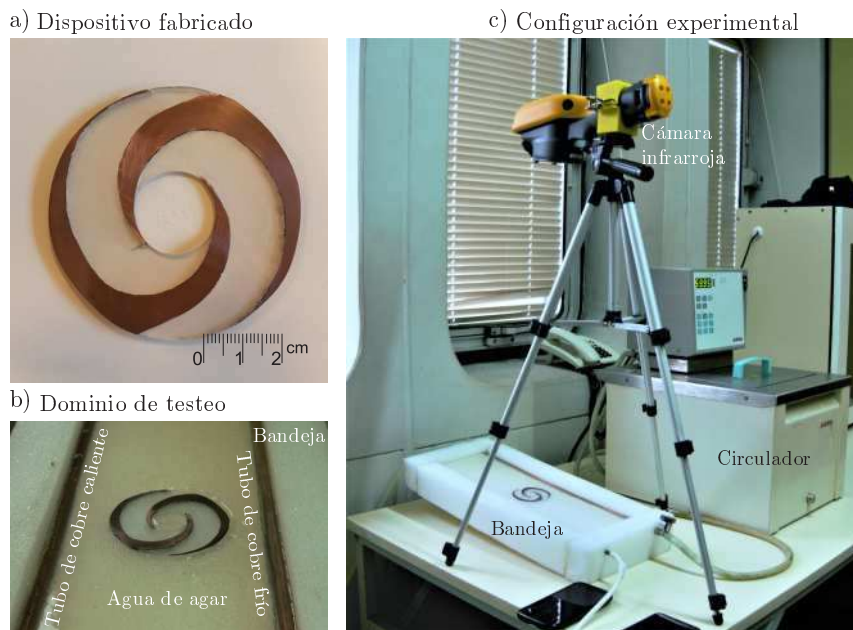 a) Dispositivo fabricado
0 1 2 cm
b) Dominio de testeo
Bandeja
Tubo de cobre caliente
Tubo de cobre frío
Agua de agar
c) Configuración experimental
Cámara
infrarroja
Circulador
Bandeja